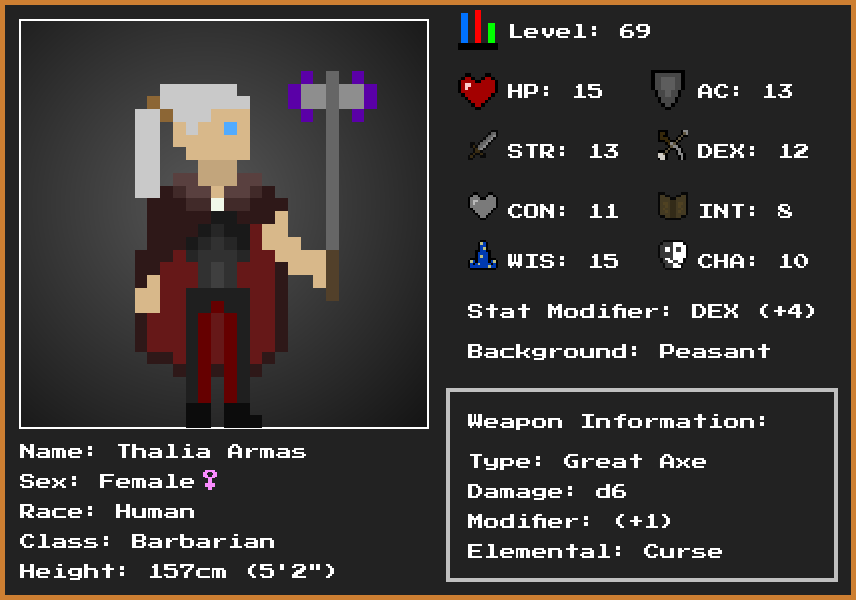 Level: 69
HP: 15
AC: 13
STR: 13
DEX: 12
CON: 11
INT: 8
WIS: 15
CHA: 10
Stat Modifier: DEX (+4)
Background: Peasant
Weapon Information:
Type: Great Axe
Damage: d6
Modifier: (+1)
Elemental: Curse
Name: Thalia Armas
Sex: Female♀
Race: Human
Class: Barbarian
Height: 157cm (5'2")